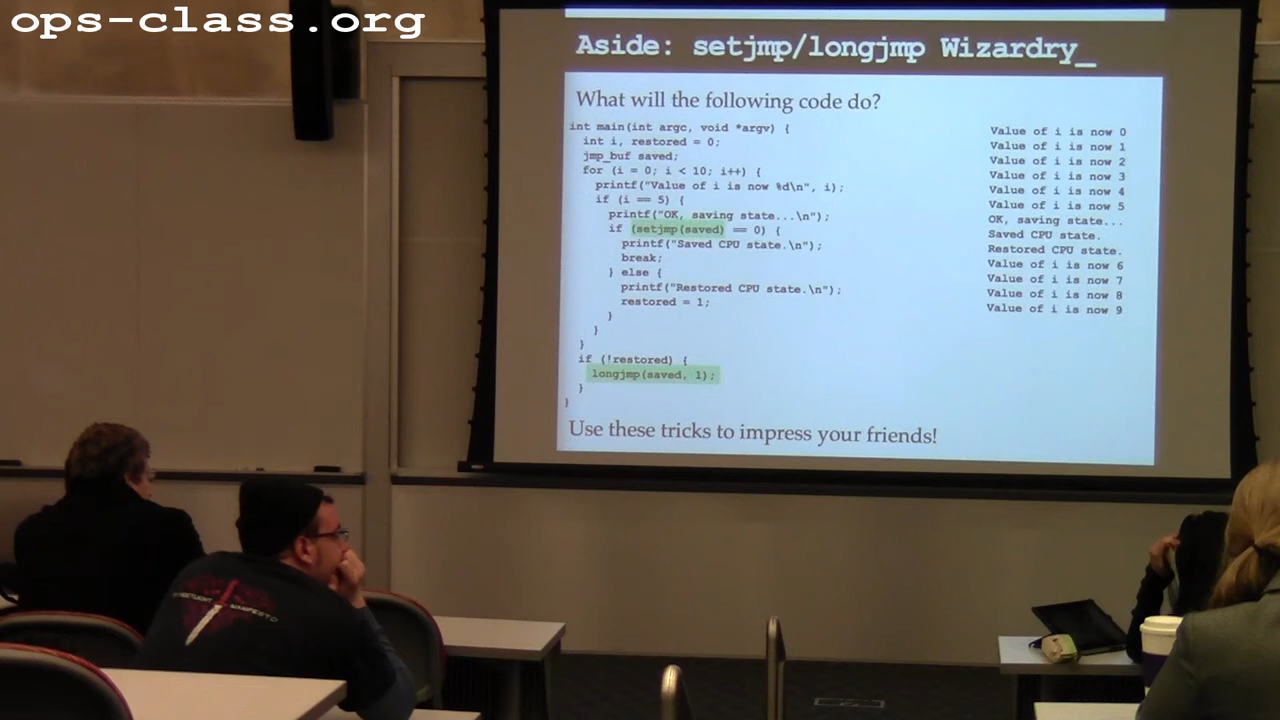 ops-class.org
Aside: setjmp/longjmp Wizardry_
What will the following code do?
int main(int argc, void *argv) {
int i, restored = 0;
jmp_buf saved;
for (i = 0; i < 10; i++) {
printf("Value of i is now %d\n", i);
if (i == 5) {
printf("OK, saving state...\n");
if (setjmp(saved) == 0) {
printf("Saved CPU state.\n");
break;
} else {
printf("Restored CPU state.\n");
restored = 1;
}
}
}
if (!restored) {
longjmp(saved, 1);
}
}
Value of i is now 0
Value of i is now 1
Value of i is now 2
Value of i is now 3
Value of i is now 4
Value of i is now 5
OK, saving state...
Saved CPU state.
Restored CPU state.
Value of i is now 6
Value of i is now 7
Value of i is now 8
Value of i is now 9
Use these tricks to impress your friends!
MANIFESTO